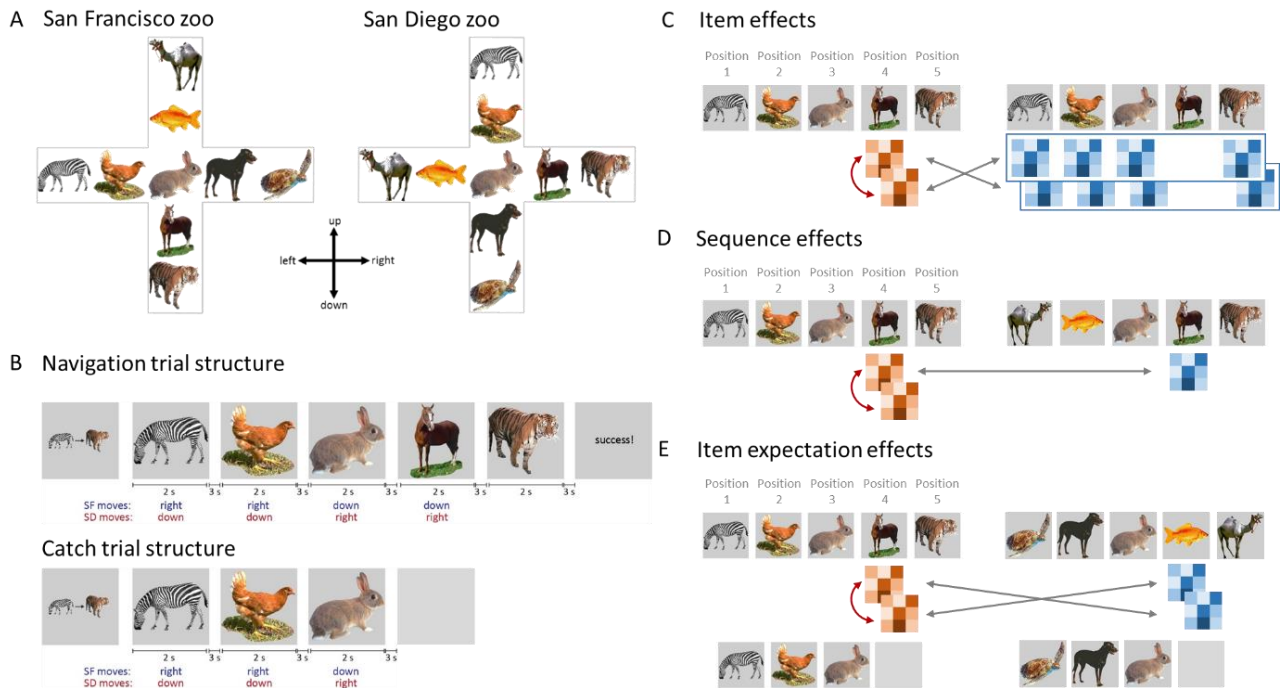 A San Francisco zoo
San Diego zoo
up
left
right
down
B Navigation trial structure
success!
2 s 3 s 2 s 3 s 2 s 3 s 2 s 3 s 2 s 3 s
SF moves: right right down down
SD moves: down down right right
Catch trial structure
2 s 3 s 2 s 3 s 2 s 3 s
SF moves: right right down
SD moves: down down right
C Item effects
Position Position Position Position Position
1 2 3 4 5
D Sequence effects
Position Position Position Position Position
1 2 3 4 5
E Item expectation effects
Position Position Position Position Position
1 2 3 4 5